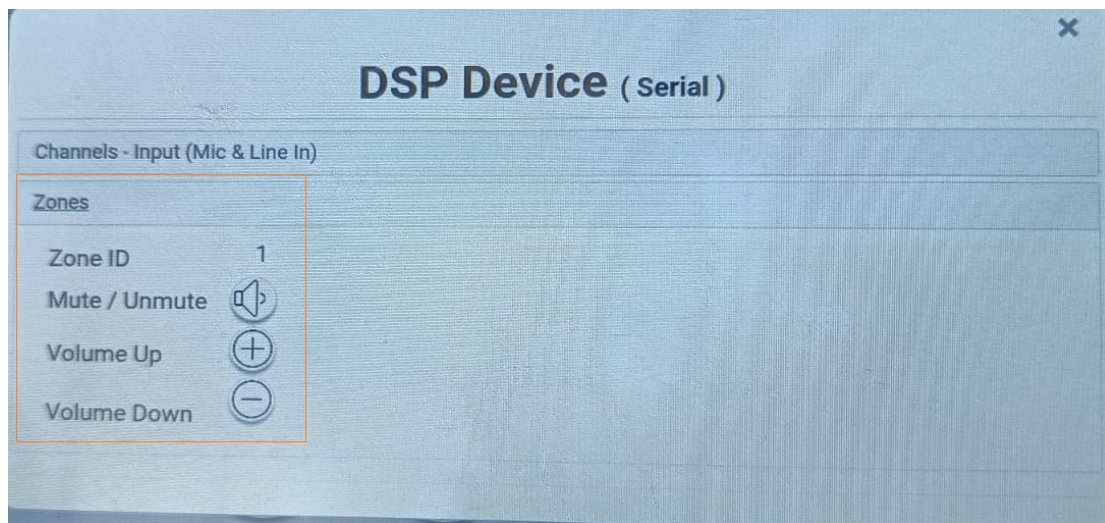 DSP Device ( Serial )
Channels - Input (Mic & Line In)
Zones
Zone ID 1
Mute / Unmute
Volume Up
Volume Down